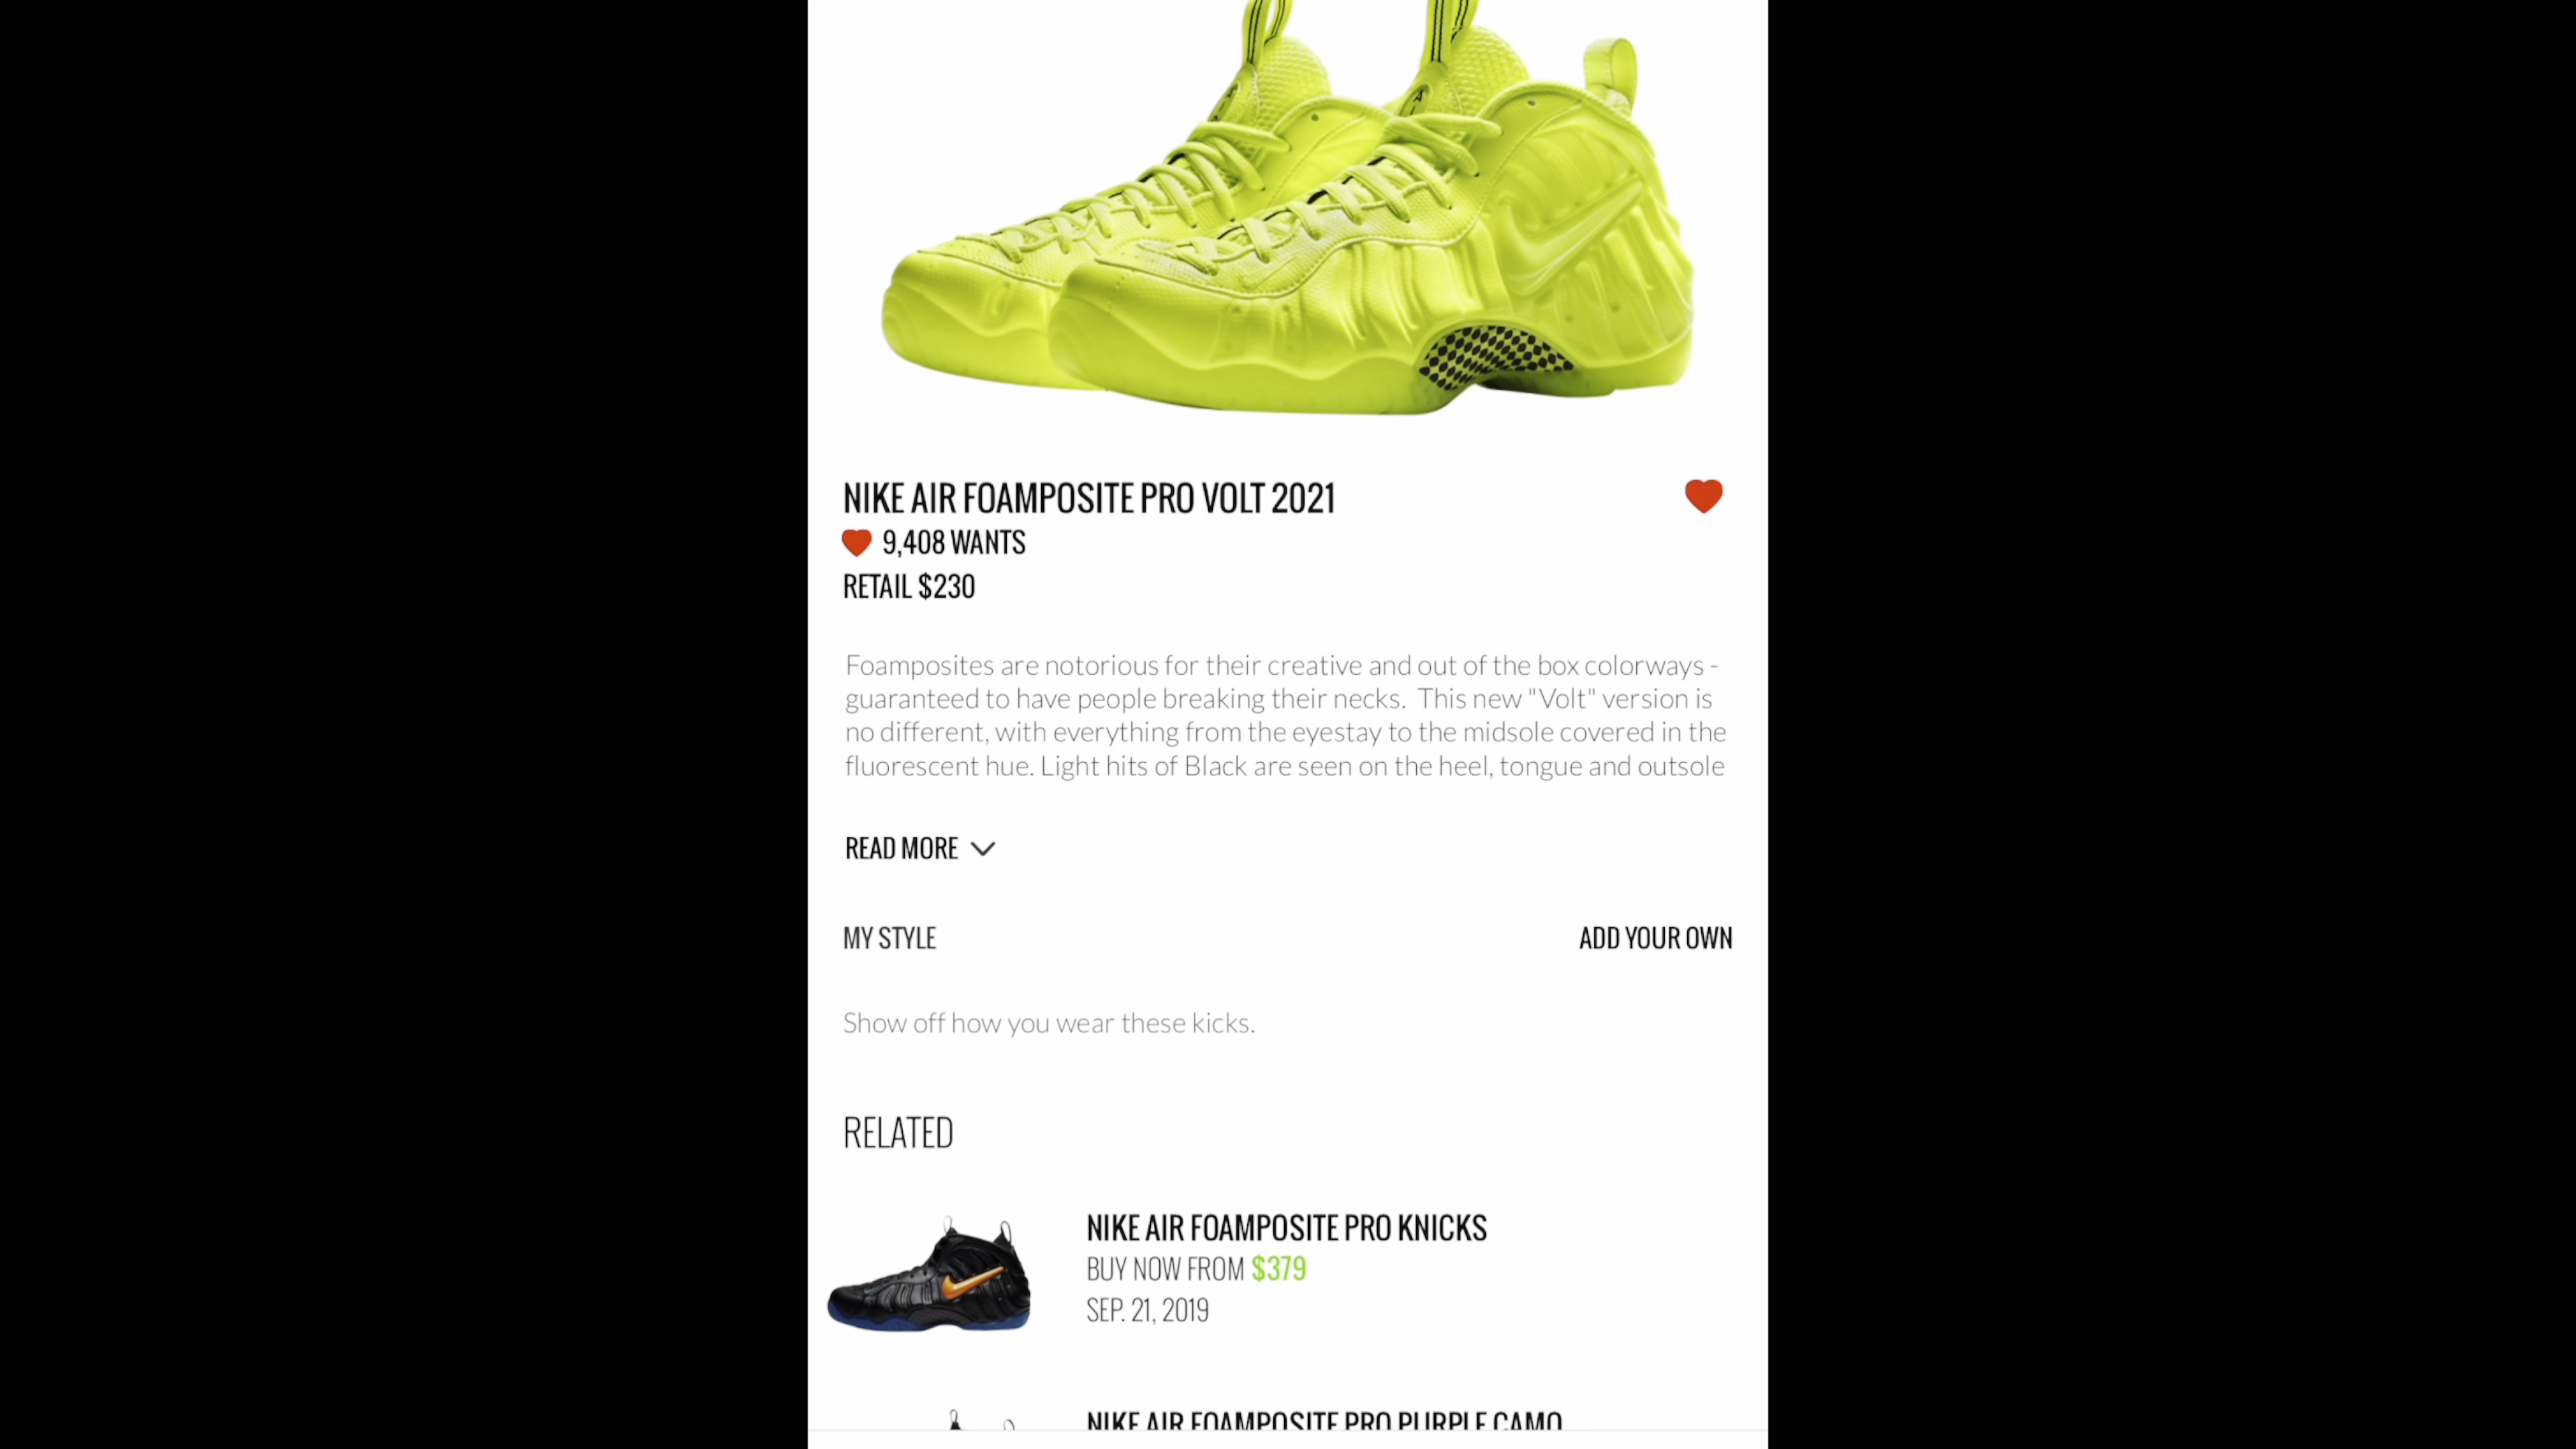 NIKE AIR FOAMPOSITE PRO VOLT 2021
9,408 WANTS
RETAIL $230
Foamposites are notorious for their creative and out of the box colorways -
guaranteed to have people breaking their necks.  This new "Volt" version is
no different, with everything from the eyestay to the midsole covered in the
fluorescent hue. Light hits of Black are seen on the heel, tongue and outsole
READ MORE
MY STYLE
ADD YOUR OWN
Show off how you wear these kicks.
RELATED
NIKE AIR FOAMPOSITE PRO KNICKS
BUY NOW FROM $379
SEP. 21, 2019
NIKE AIR FOAMPOSITE PRO PURPLE CAMO